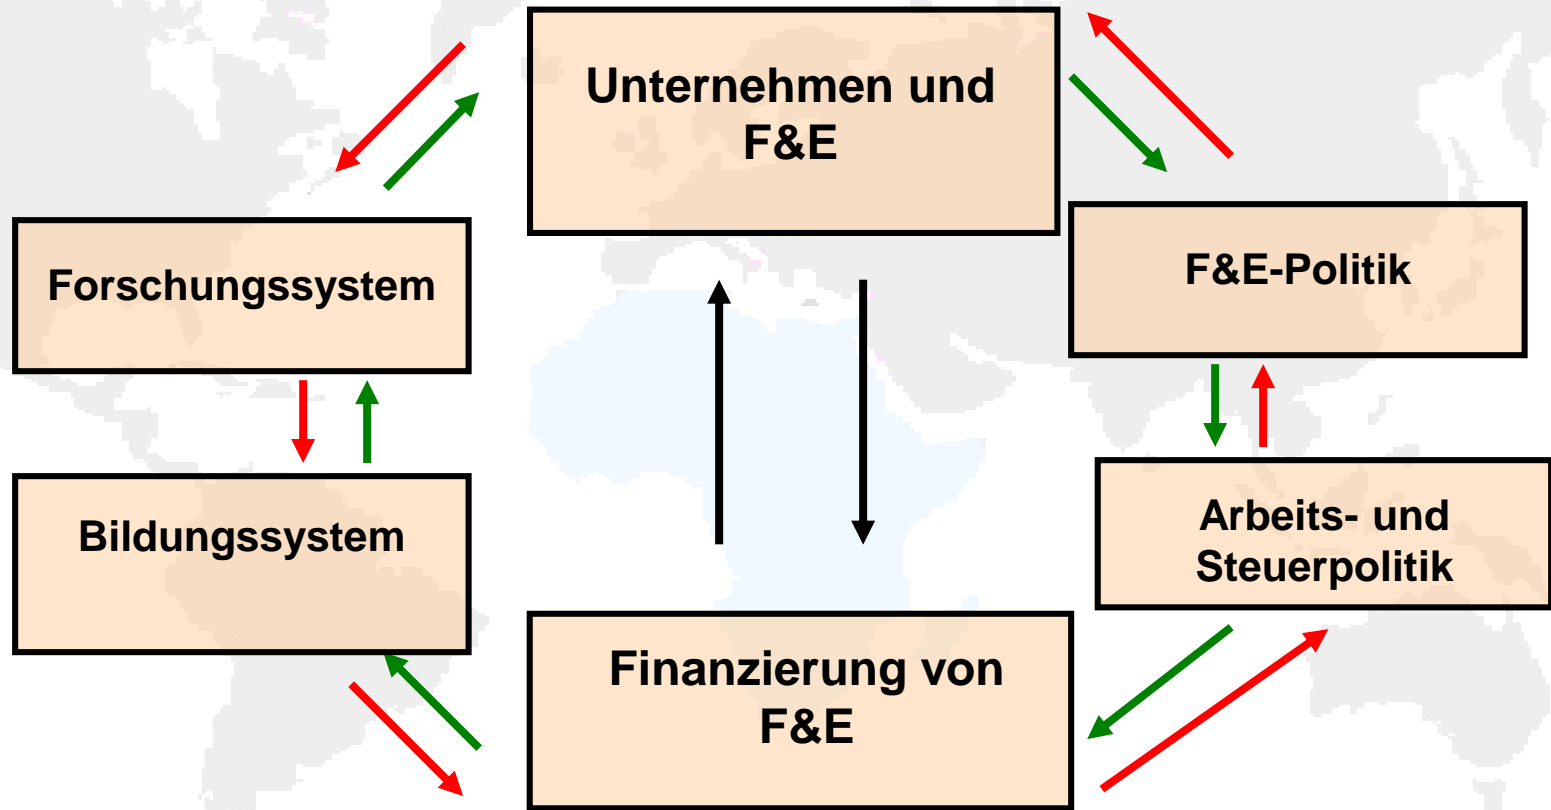 Unternehmen und
F&E
Forschungssystem
F&E-Politik
Bildungssystem
Arbeits- und
Steuerpolitik
Finanzierung von
F&E